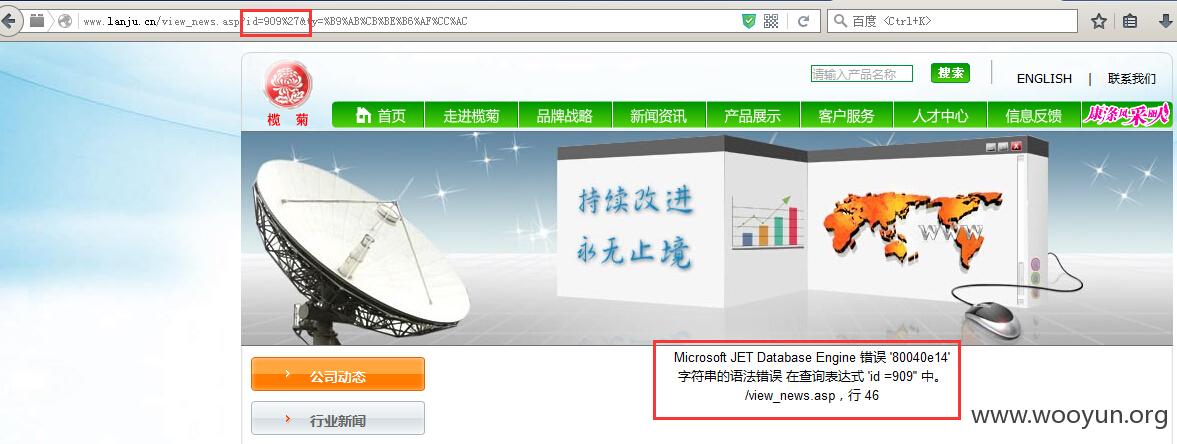 www.lanju.cn/view_news.asp?id=909%27&ty=%B9%AB%CB%BE%B6%AF%CC%AC
百度 <Ctrl+K>
请输入产品名称
搜索
ENGLISH | 联系我们
榄 菊
首页 走进榄菊 品牌战略 新闻资讯 产品展示 客户服务 人才中心 信息反馈 康涤风采丽人
持续改进
永无止境
www
公司动态
行业新闻
Microsoft JET Database Engine 错误 '80040e14'
字符串的语法错误 在查询表达式 'id =909'' 中。
/view_news.asp，行 46
www.wooyun.org